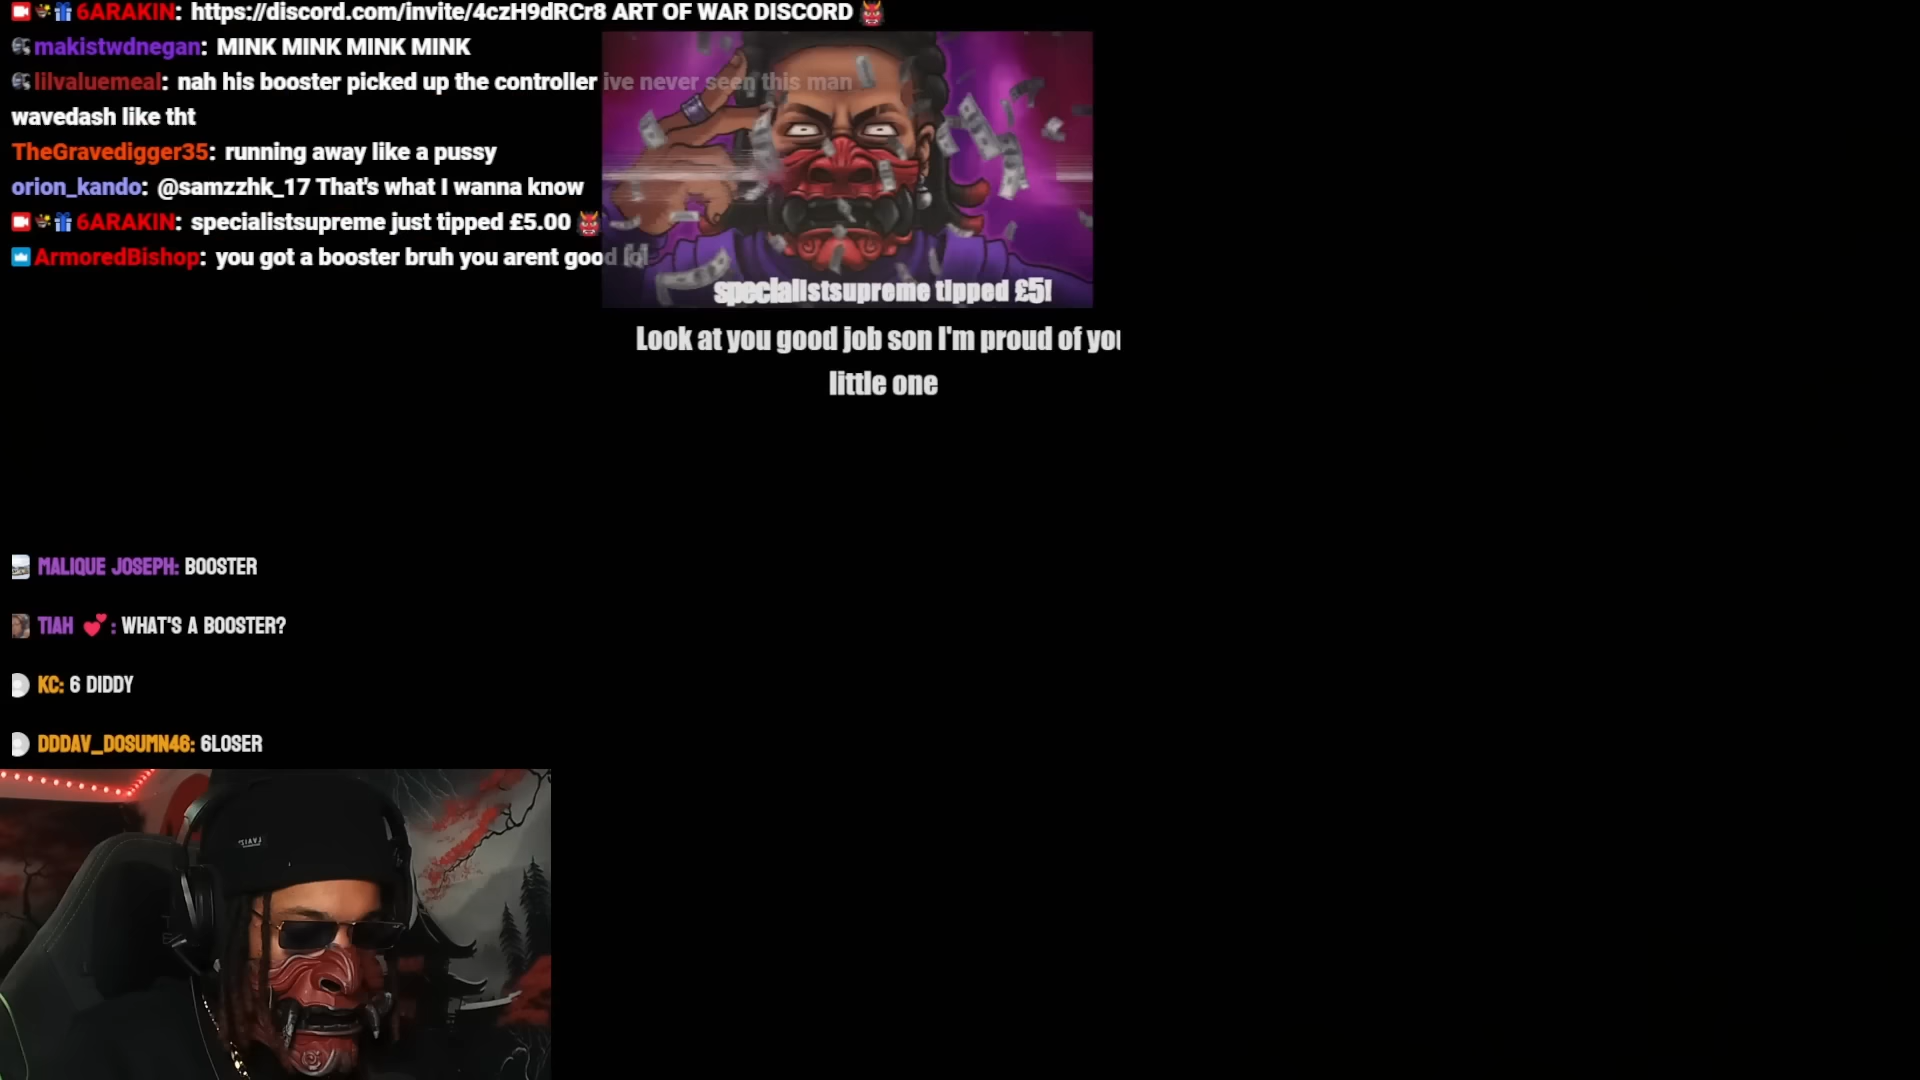 6ARAKIN: https://discord.com/invite/4czH9dRCr8 ART OF WAR DISCORD 👹
makistwdnegan: MINK MINK MINK MINK
lilvaluemeal: nah his booster picked up the controller ive never seen this man
wavedash like tht
TheGravedigger35: running away like a pussy
orion_kando: @samzzhk_17 That's what I wanna know
6ARAKIN: specialistsupreme just tipped £5.00 👹
ArmoredBishop: you got a booster bruh you arent good lol
specialistsupreme tipped £5!
Look at you good job son I'm proud of you
little one
MALIQUE JOSEPH: BOOSTER
TIAH 💕: WHAT'S A BOOSTER?
KC: 6 DIDDY
DDDAV_DOSUMN46: 6LOSER